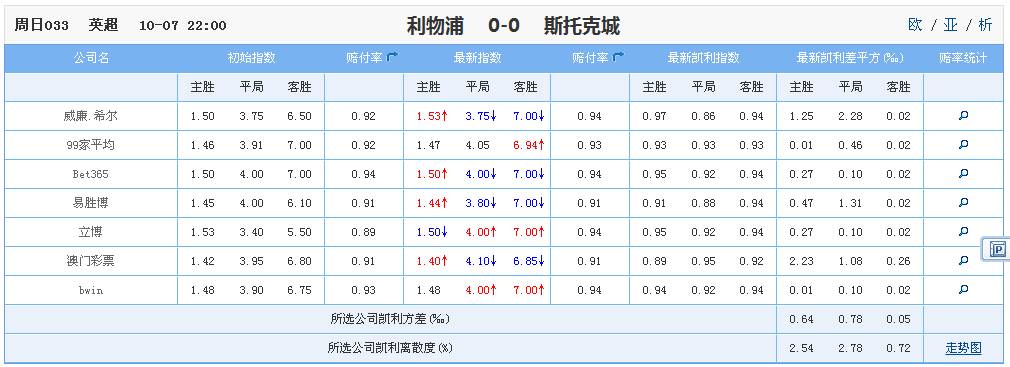 周日033 英超 10-07 22:00 利物浦 0-0 斯托克城 欧 / 亚 / 析
公司名 初始指数 赔付率 最新指数 赔付率 最新凯利指数 最新凯利差平方(‰) 赔率统计
主胜 平局 客胜 主胜 平局 客胜 主胜 平局 客胜 主胜 平局 客胜
威廉.希尔 1.50 3.75 6.50 0.92 1.53↑ 3.75↓ 7.00↓ 0.94 0.97 0.86 0.94 1.25 2.28 0.02
99家平均 1.46 3.91 7.00 0.92 1.47 4.05 6.94↑ 0.93 0.93 0.93 0.93 0.01 0.46 0.02
Bet365 1.50 4.00 7.00 0.94 1.50↑ 4.00↓ 7.00↓ 0.94 0.95 0.92 0.94 0.27 0.10 0.02
易胜博 1.45 4.00 6.10 0.91 1.44↑ 3.80↓ 7.00↓ 0.91 0.91 0.88 0.94 0.47 1.31 0.02
立博 1.53 3.40 5.50 0.89 1.50↓ 4.00↑ 7.00↑ 0.94 0.95 0.92 0.94 0.27 0.10 0.02
澳门彩票 1.42 3.95 6.80 0.91 1.40↑ 4.10↓ 6.85↓ 0.91 0.89 0.95 0.92 2.23 1.08 0.26
bwin 1.48 3.90 6.75 0.93 1.48 4.00↑ 7.00↑ 0.94 0.94 0.92 0.94 0.01 0.10 0.02
所选公司凯利方差(‰) 0.64 0.78 0.05
所选公司凯利离散度(%) 2.54 2.78 0.72 走势图